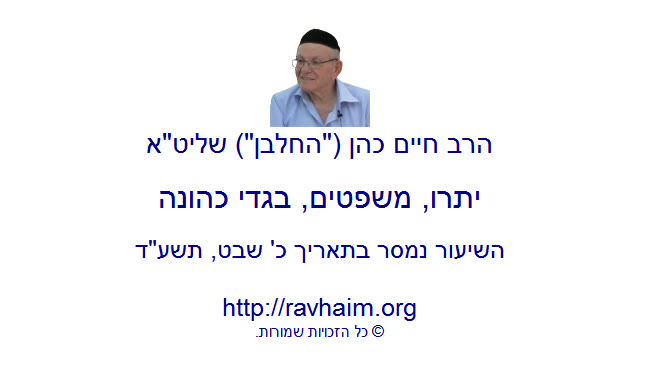 הרב חיים כהן ("החלבן") שליט"א
יתרו, משפטים, בגדי כהונה
השיעור נמסר בתאריך כ' שבט, תשע"ד
http://ravhaim.org
© כל הזכויות שמורות.